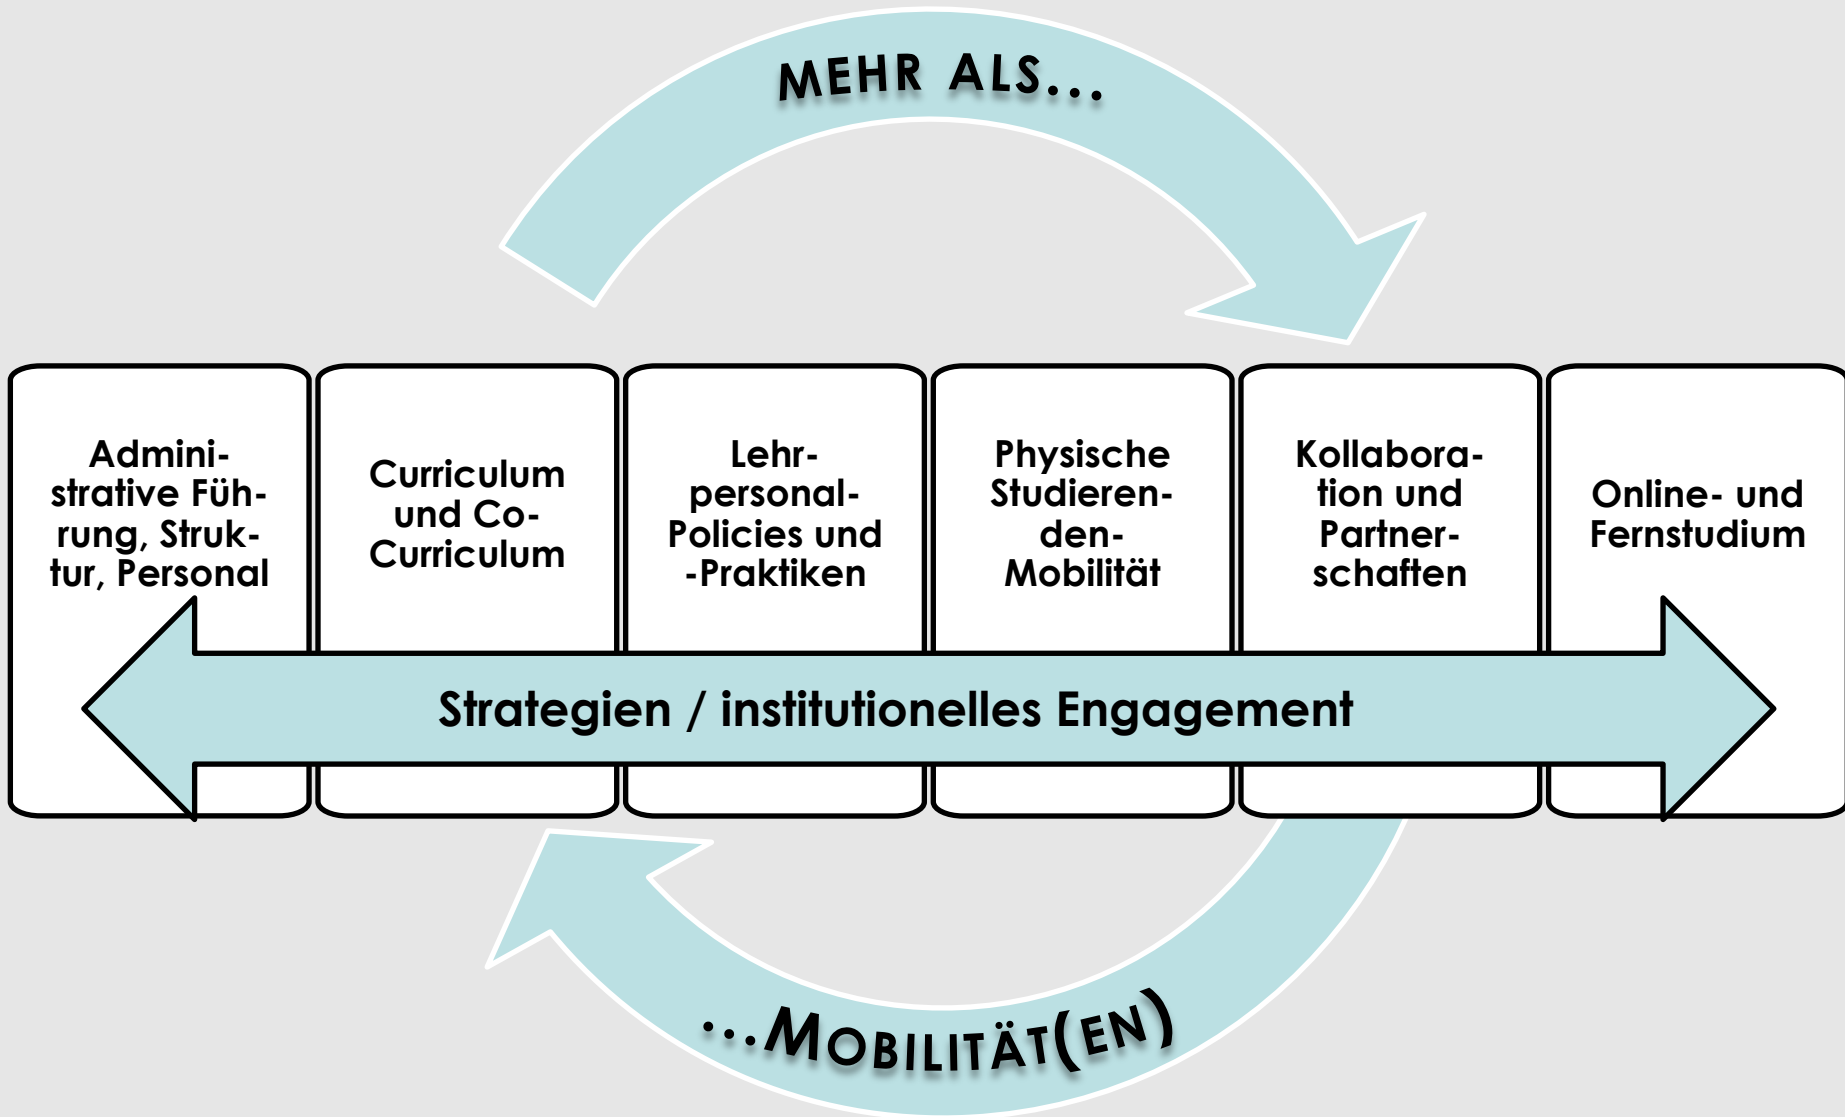 MEHR ALS...
Admini-
strative Füh-
rung, Struk-
tur, Personal
Curriculum
und Co-
Curriculum
Lehr-
personal-
Policies und
-Praktiken
Physische
Studieren-
den-
Mobilität
Kollabora-
tion und
Partner-
schaften
Online- und
Fernstudium
Strategien / institutionelles Engagement
...MOBILITÄT(EN)